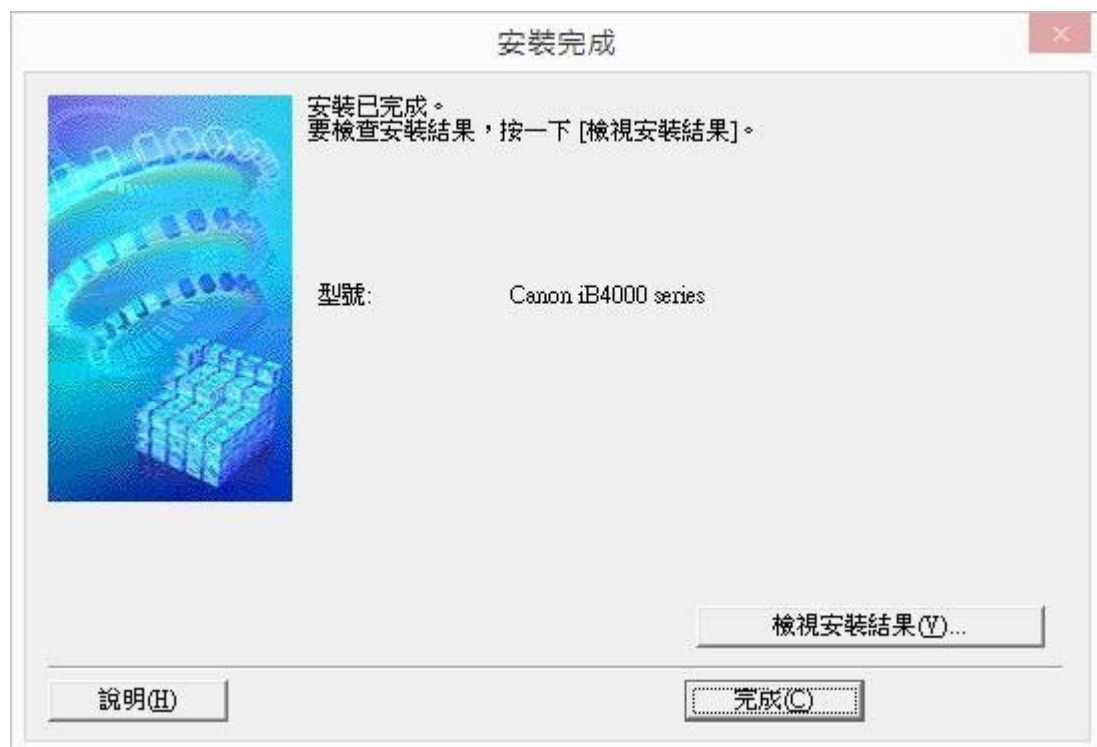 安裝完成
安裝已完成。
要檢查安裝結果，按一下 [檢視安裝結果]。
型號: Canon iB4000 series
檢視安裝結果(V)...
說明(H)
完成(C)